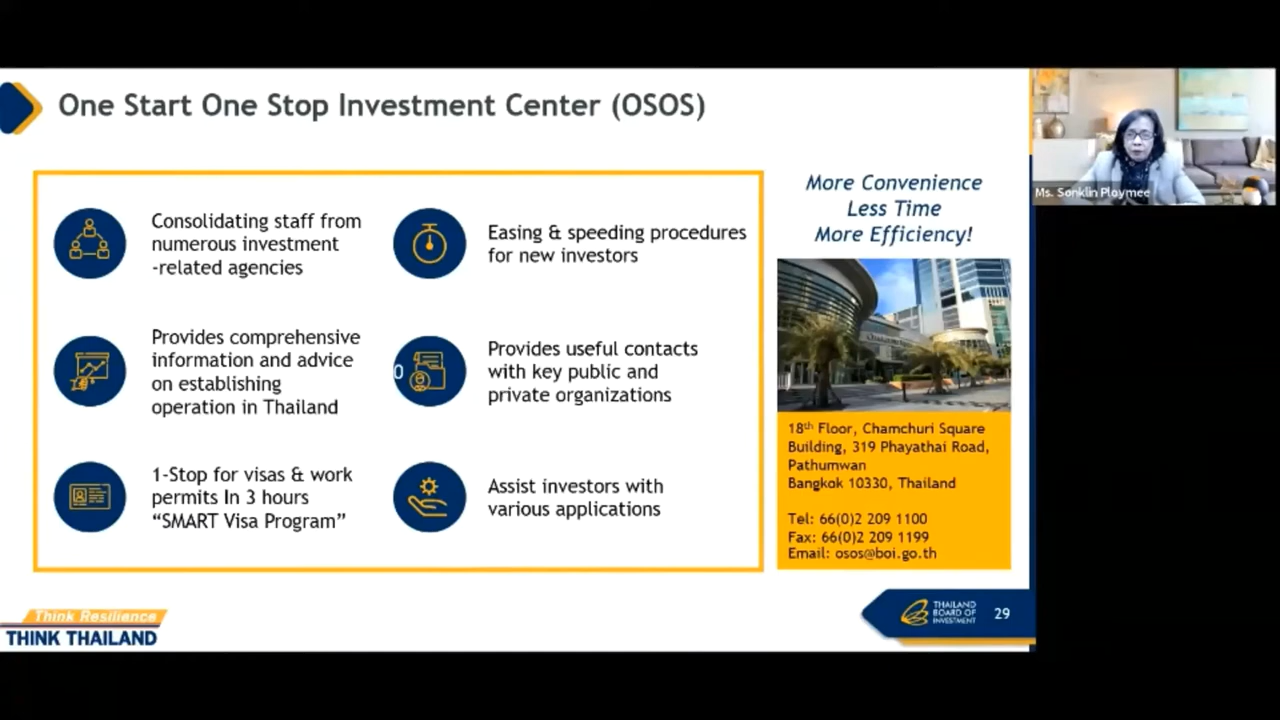 One Start One Stop Investment Center (OSOS)
Consolidating staff from
numerous investment
-related agencies
Easing & speeding procedures
for new investors
Provides comprehensive
information and advice
on establishing
operation in Thailand
Provides useful contacts
with key public and
private organizations
1-Stop for visas & work
permits In 3 hours
“SMART Visa Program”
Assist investors with
various applications
More Convenience
Less Time
More Efficiency!
18th Floor, Chamchuri Square
Building, 319 Phayathai Road,
Pathumwan
Bangkok 10330, Thailand
Tel: 66(0)2 209 1100
Fax: 66(0)2 209 1199
Email: osos@boi.go.th
Ms. Sonklin Ploymee
Think Resilience
THINK THAILAND
THAILAND
BOARD OF
INVESTMENT
29